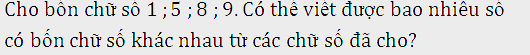 Cho bốn chữ số 1 ; 5 ; 8 ; 9. Có thể viết được bao nhiêu số
có bốn chữ số khác nhau từ các chữ số đã cho?